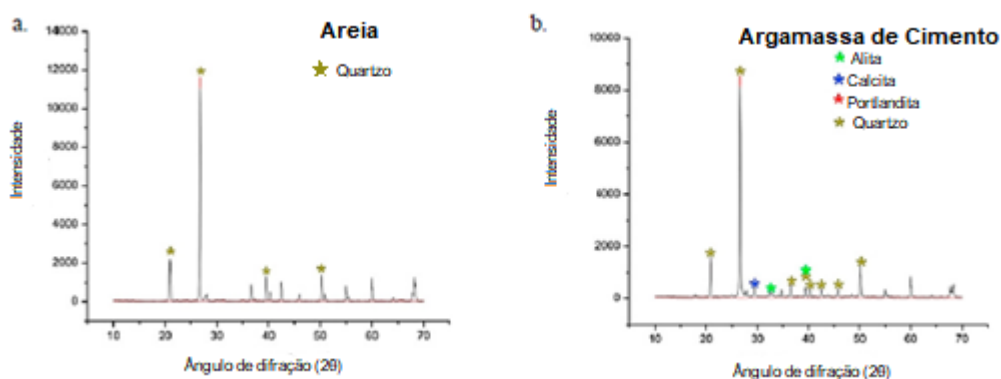 a.
Areia
Quartzo
14000
12000
10000
8000
6000
4000
2000
0
10 20 30 40 50 60 70
Intensidade
Ângulo de difração (2θ)
b.
Argamassa de Cimento
Alita
Calcita
Portlandita
Quartzo
10000
8000
6000
4000
2000
0
10 20 30 40 50 60 70
Intensidade
Ângulo de difração (2θ)